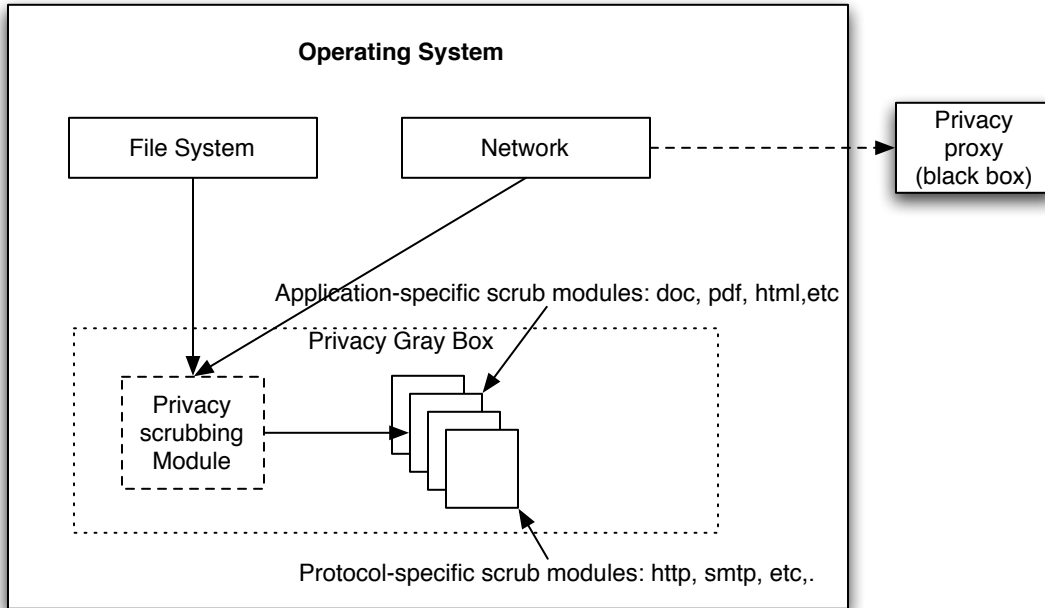 Operating System
File System
Network
Privacy
proxy
(black box)
Application-specific scrub modules: doc, pdf, html,etc
Privacy Gray Box
Privacy
scrubbing
Module
Protocol-specific scrub modules: http, smtp, etc,.